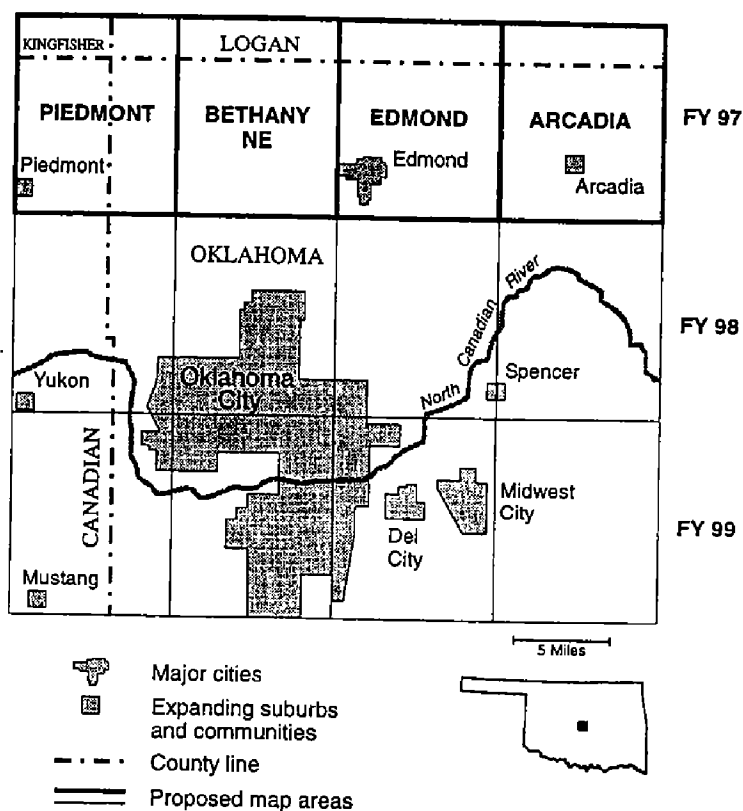 KINGFISHER
LOGAN
PIEDMONT
BETHANY
NE
EDMOND
ARCADIA
FY 97
Piedmont
Edmond
Arcadia
OKLAHOMA
North Canadian River
FY 98
Yukon
Oklahoma
City
Spencer
CANADIAN
Midwest
City
Del
City
FY 99
Mustang
5 Miles
Major cities
Expanding suburbs
and communities
County line
Proposed map areas